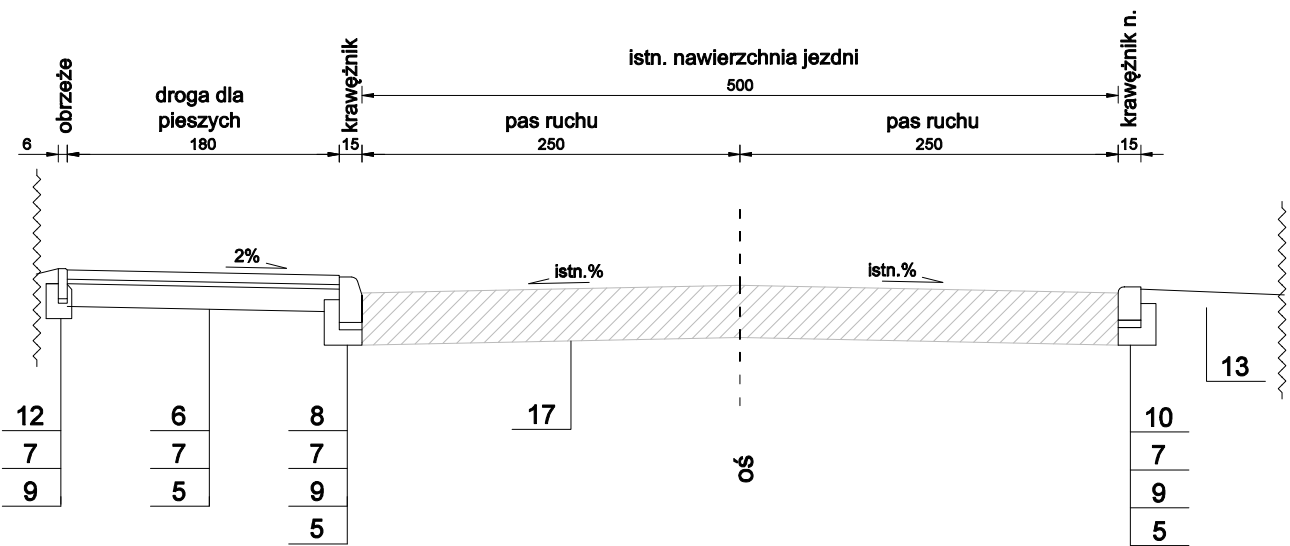 obrzeże
droga dla
pieszych
krawężnik
istn. nawierzchnia jezdni
500
krawężnik n.
pas ruchu
pas ruchu
6
180
15
250
250
15
2%
istn.%
istn.%
12
7
9
6
7
5
8
7
9
5
17
oś
10
7
9
5
13